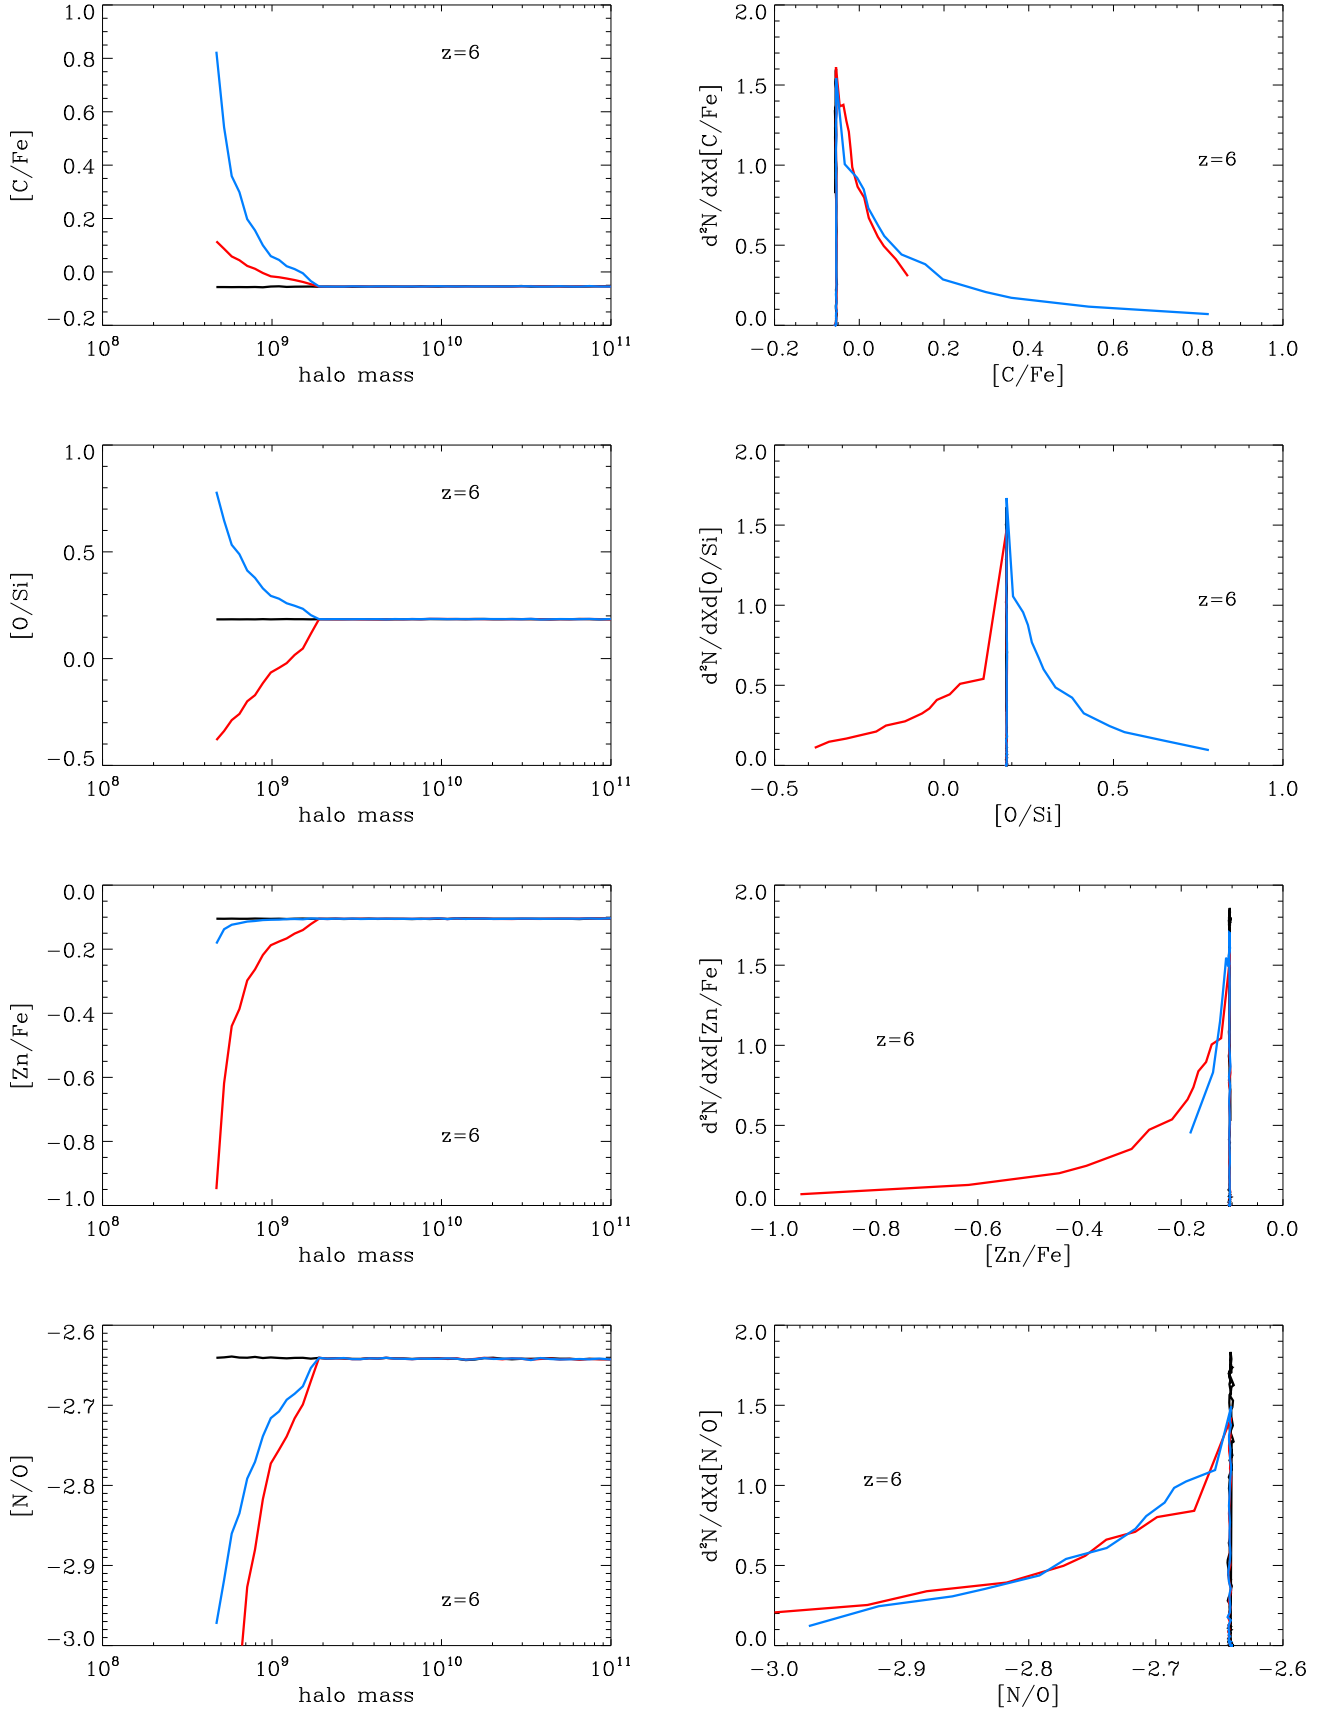 1.0
0.8
0.6
0.4
0.2
0.0
−0.2
[C/Fe]
z=6
10⁸ 10⁹ 10¹⁰ 10¹¹
halo mass
2.0
1.5
1.0
0.5
0.0
d²N/dXd[C/Fe]
z=6
−0.2 0.0 0.2 0.4 0.6 0.8 1.0
[C/Fe]
1.0
0.5
0.0
−0.5
[O/Si]
z=6
10⁸ 10⁹ 10¹⁰ 10¹¹
halo mass
2.0
1.5
1.0
0.5
0.0
d²N/dXd[O/Si]
z=6
−0.5 0.0 0.5 1.0
[O/Si]
0.0
−0.2
−0.4
−0.6
−0.8
−1.0
[Zn/Fe]
z=6
10⁸ 10⁹ 10¹⁰ 10¹¹
halo mass
2.0
1.5
1.0
0.5
0.0
d²N/dXd[Zn/Fe]
z=6
−1.0 −0.8 −0.6 −0.4 −0.2 0.0
[Zn/Fe]
−2.6
−2.7
−2.8
−2.9
−3.0
[N/O]
z=6
10⁸ 10⁹ 10¹⁰ 10¹¹
halo mass
2.0
1.5
1.0
0.5
0.0
d²N/dXd[N/O]
z=6
−3.0 −2.9 −2.8 −2.7 −2.6
[N/O]